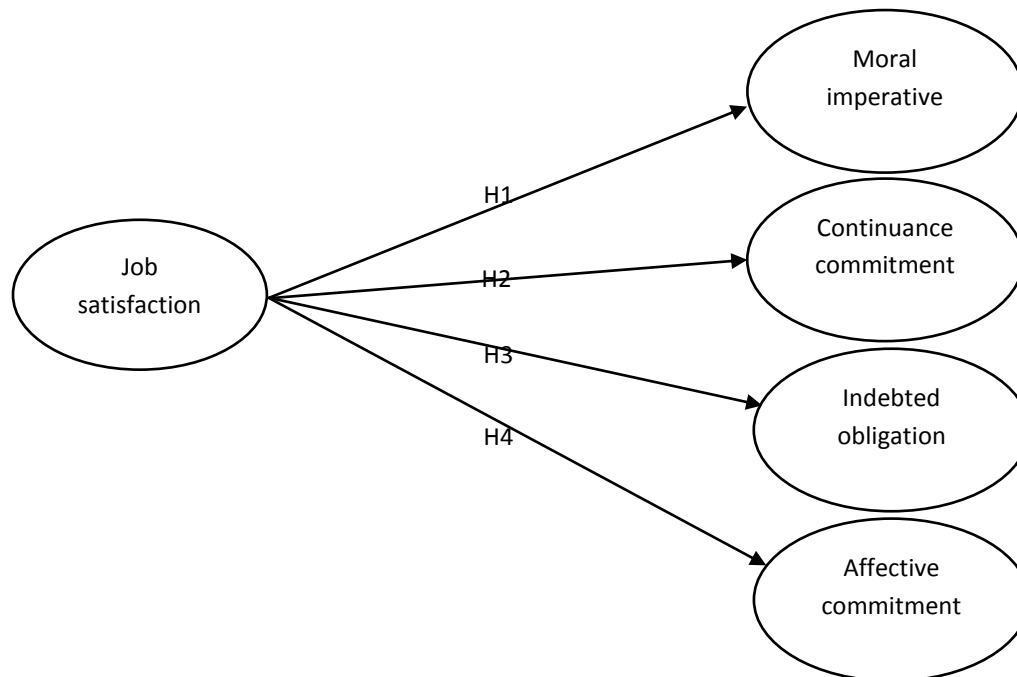 Moral
imperative
H1
Continuance
commitment
Job
satisfaction
H2
H3
Indebted
obligation
H4
Affective
commitment